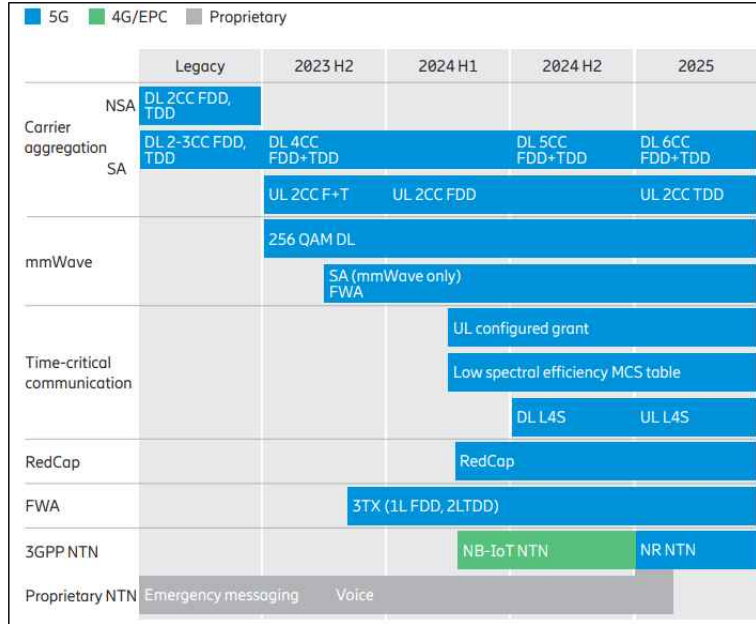 5G 4G/EPC Proprietary
Legacy 2023 H2 2024 H1 2024 H2 2025
Carrier
aggregation
NSA
DL 2CC FDD,
TDD
SA
DL 2-3CC FDD,
TDD
DL 4CC
FDD+TDD
DL 5CC
FDD+TDD
DL 6CC
FDD+TDD
UL 2CC F+T UL 2CC FDD UL 2CC TDD
mmWave
256 QAM DL
SA (mmWave only)
FWA
Time-critical
communication
UL configured grant
Low spectral efficiency MCS table
DL L4S UL L4S
RedCap RedCap
FWA 3TX (1L FDD, 2LTDD)
3GPP NTN NB-IoT NTN NR NTN
Proprietary NTN Emergency messaging Voice